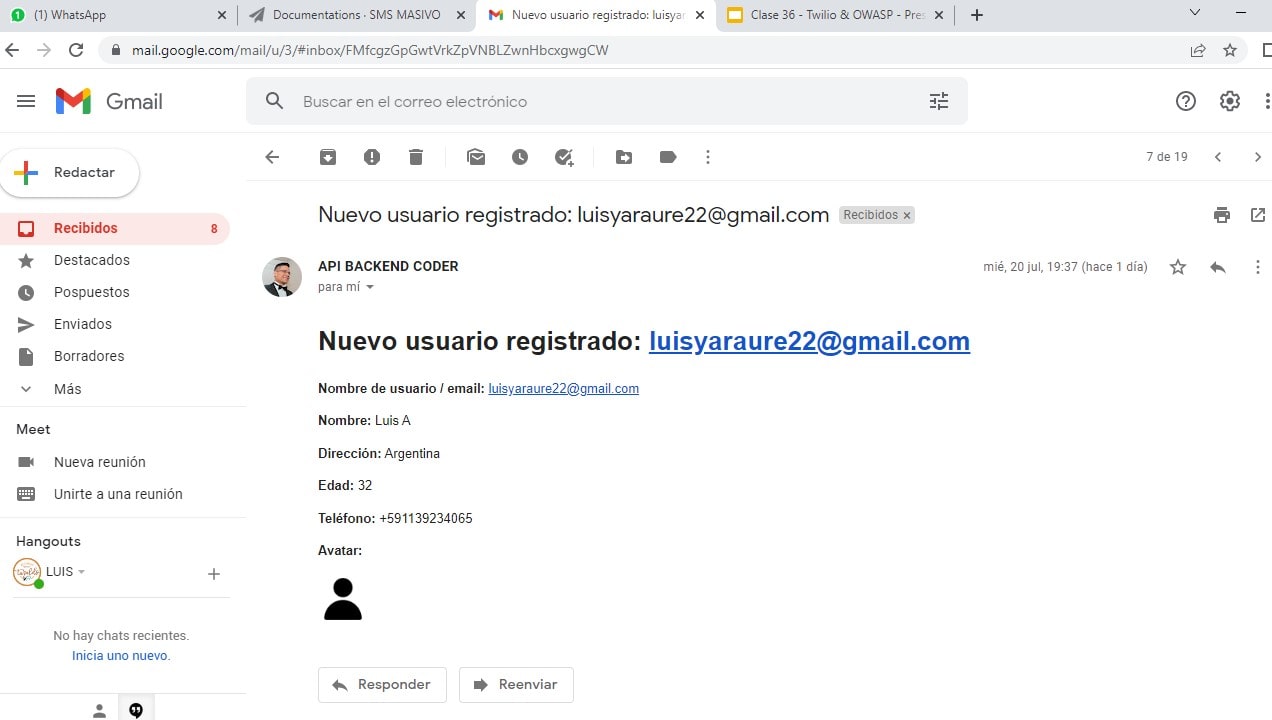 (1) WhatsApp
Documentations · SMS MASIVO
Nuevo usuario registrado: luisyar
Clase 36 - Twilio & OWASP - Pres
mail.google.com/mail/u/3/#inbox/FMfcgzGpGwtVrkZpVNBLZwnHbcxgwgCW
Gmail
Buscar en el correo electrónico
Redactar
7 de 19
Recibidos 8
Destacados
Pospuestos
Enviados
Borradores
Más
Meet
Nueva reunión
Unirte a una reunión
Hangouts
LUIS
No hay chats recientes.
Inicia uno nuevo.
Nuevo usuario registrado: luisyaraure22@gmail.com Recibidos ×
API BACKEND CODER mié, 20 jul, 19:37 (hace 1 día)
para mí
Nuevo usuario registrado: luisyaraure22@gmail.com
Nombre de usuario / email: luisyaraure22@gmail.com
Nombre: Luis A
Dirección: Argentina
Edad: 32
Teléfono: +591139234065
Avatar:
Responder Reenviar